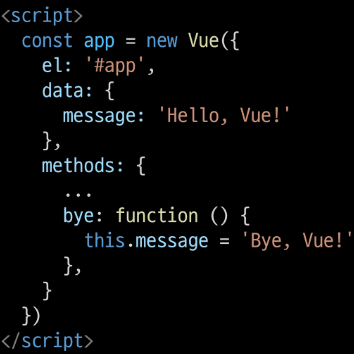 <script>
  const app = new Vue({
    el: '#app',
    data: {
      message: 'Hello, Vue!'
    },
    methods: {
      ...
      bye: function () {
        this.message = 'Bye, Vue!'
      },
    }
  })
</script>